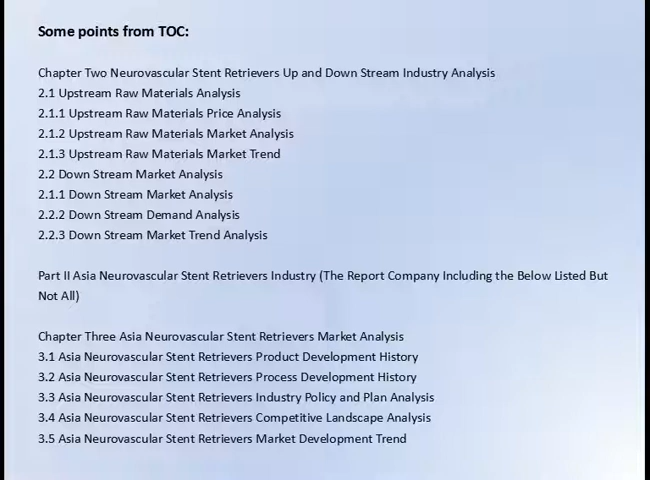 Some points from TOC:
Chapter Two Neurovascular Stent Retrievers Up and Down Stream Industry Analysis
2.1 Upstream Raw Materials Analysis
2.1.1 Upstream Raw Materials Price Analysis
2.1.2 Upstream Raw Materials Market Analysis
2.1.3 Upstream Raw Materials Market Trend
2.2 Down Stream Market Analysis
2.1.1 Down Stream Market Analysis
2.2.2 Down Stream Demand Analysis
2.2.3 Down Stream Market Trend Analysis
Part II Asia Neurovascular Stent Retrievers Industry (The Report Company Including the Below Listed But
Not All)
Chapter Three Asia Neurovascular Stent Retrievers Market Analysis
3.1 Asia Neurovascular Stent Retrievers Product Development History
3.2 Asia Neurovascular Stent Retrievers Process Development History
3.3 Asia Neurovascular Stent Retrievers Industry Policy and Plan Analysis
3.4 Asia Neurovascular Stent Retrievers Competitive Landscape Analysis
3.5 Asia Neurovascular Stent Retrievers Market Development Trend